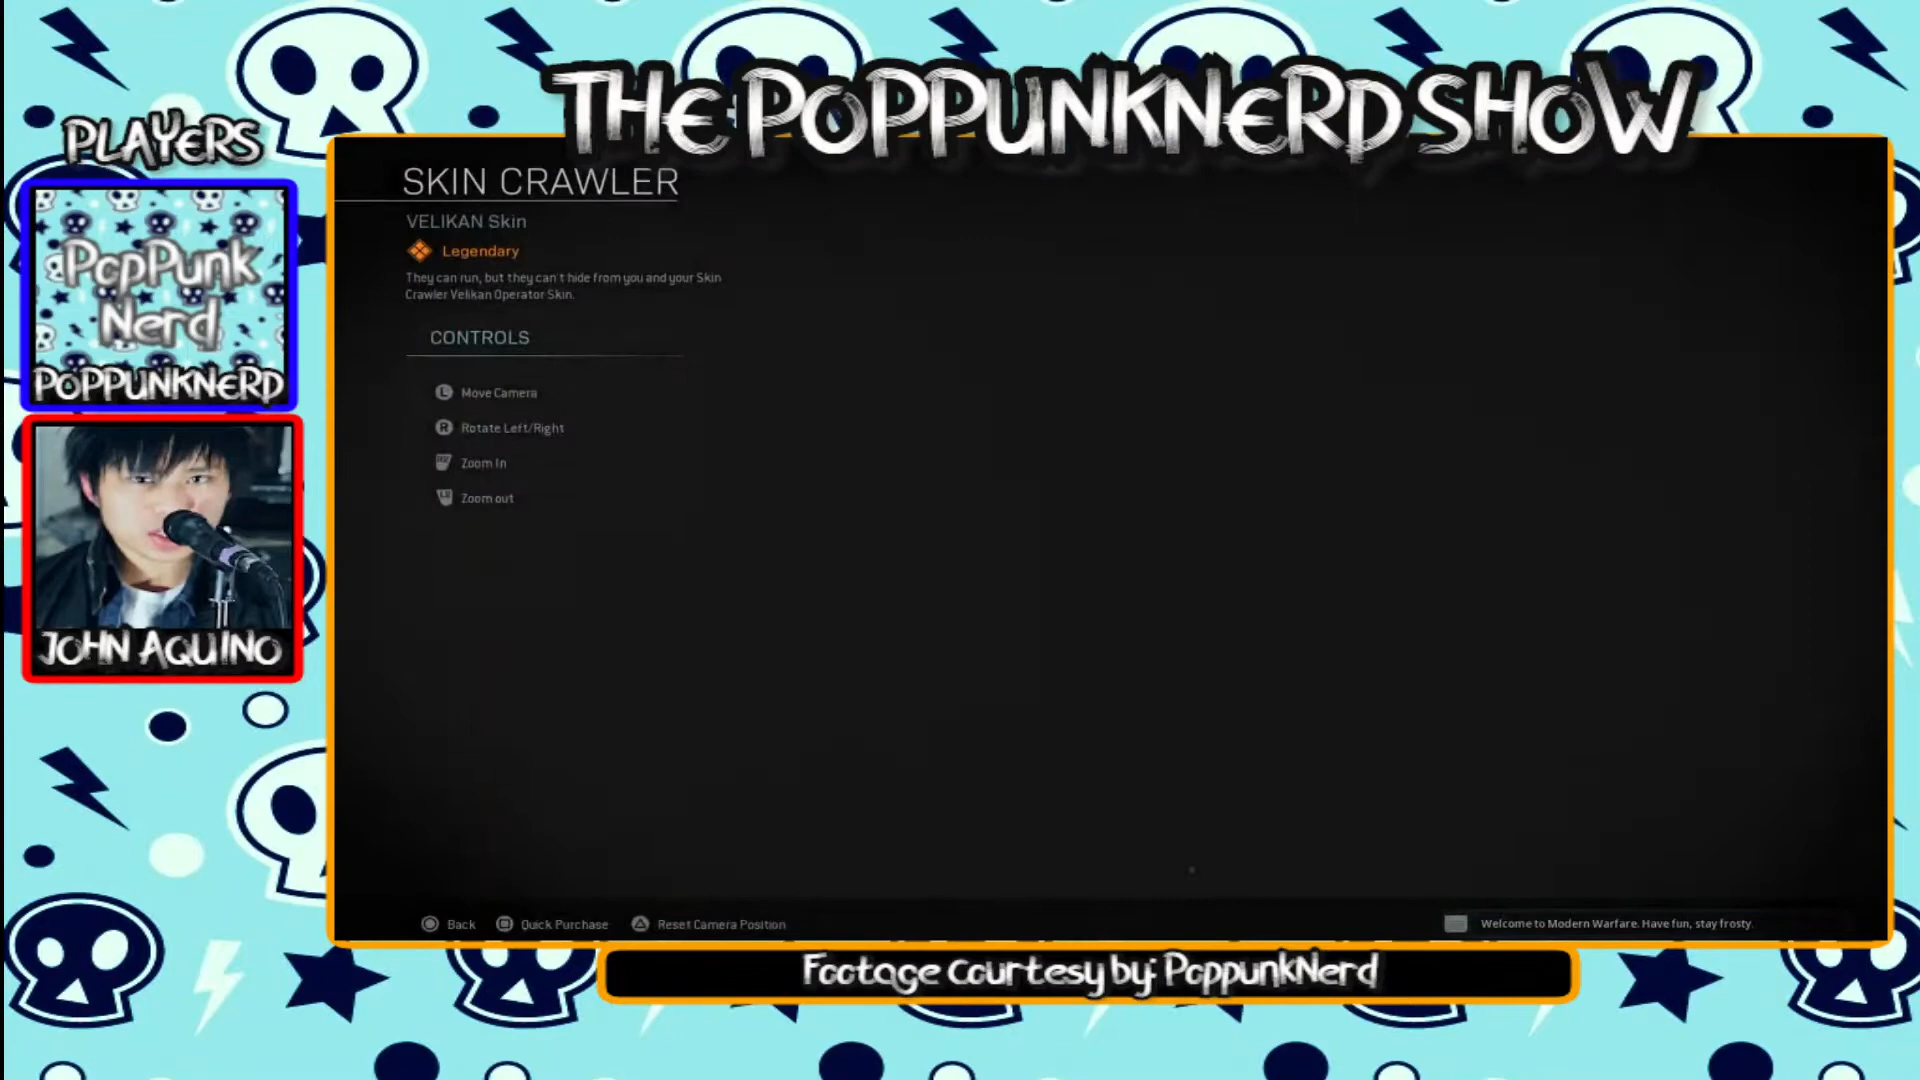 THE POPPUNKNERD SHOW
PLAYERS
PopPunk
Nerd
POPPUNKNERD
JOHN AQUINO
SKIN CRAWLER
VELIKAN Skin
Legendary
They can run, but they can't hide from you and your Skin
Crawler Velikan Operator Skin.
CONTROLS
L Move Camera
R Rotate Left/Right
Zoom In
Zoom out
Back Quick Purchase Reset Camera Position
Welcome to Modern Warfare. Have fun, stay frosty.
Footage courtesy by: PoppunkNerd